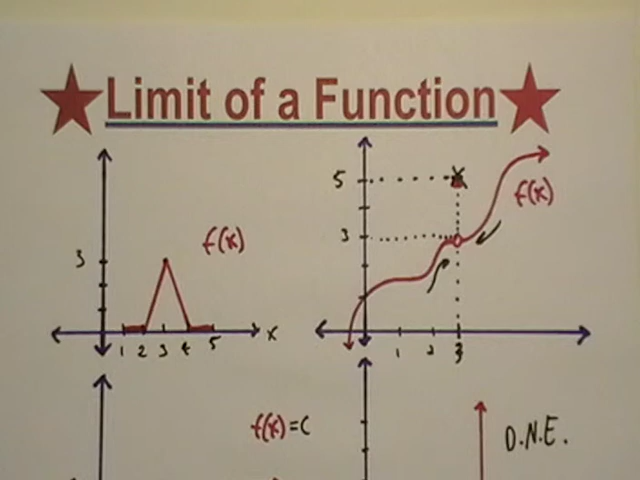 Limit of a Function
f(x)
3
1 2 3 4 5 x
5
3
f(x)
1 2 3
f(x)=C
D.N.E.